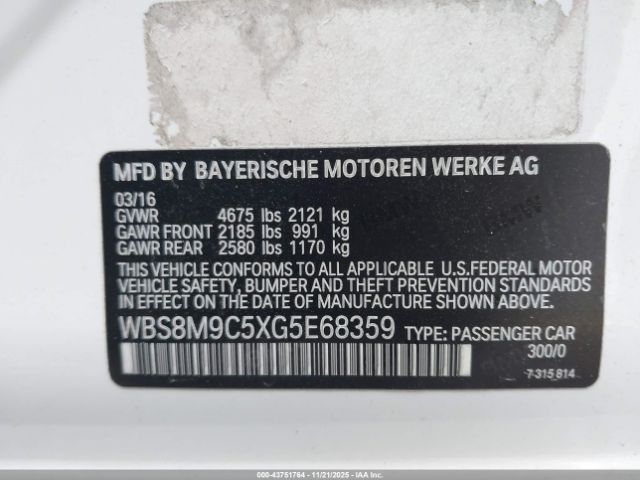 MFD BY BAYERISCHE MOTOREN WERKE AG
03/16
GVWR 4675 lbs 2121 kg
GAWR FRONT 2185 lbs 991 kg
GAWR REAR 2580 lbs 1170 kg
THIS VEHICLE CONFORMS TO ALL APPLICABLE U.S.FEDERAL MOTOR
VEHICLE SAFETY, BUMPER AND THEFT PREVENTION STANDARDS
IN EFFECT ON THE DATE OF MANUFACTURE SHOWN ABOVE.
WBS8M9C5XG5E68359 TYPE: PASSENGER CAR
300/0
7 315 814
000-43751764 - 11/21/2025 - IAAI.COM